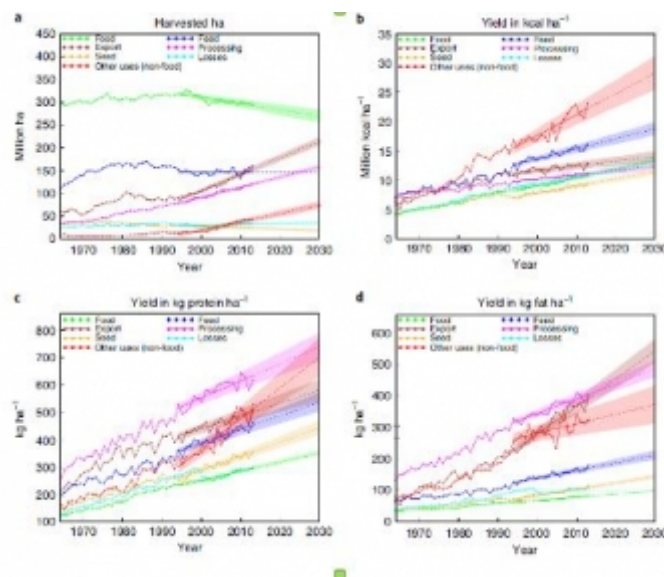 a
Harvested ha
Food
Feed
Export
Processing
Seed
Losses
Other uses (non-food)
Million ha
450
400
350
300
250
200
150
100
50
0
1970
1980
1990
2000
2010
2020
2030
Year
b
Yield in kcal ha⁻¹
Food
Feed
Export
Processing
Seed
Losses
Other uses (non-food)
Million kcal ha⁻¹
35
30
25
20
15
10
5
0
1970
1980
1990
2000
2010
2020
2030
Year
c
Yield in kg protein ha⁻¹
Food
Feed
Export
Processing
Seed
Losses
Other uses (non-food)
kg ha⁻¹
800
700
600
500
400
300
200
100
1970
1980
1990
2000
2010
2020
2030
Year
d
Yield in kg fat ha⁻¹
Food
Feed
Export
Processing
Seed
Losses
Other uses (non-food)
kg ha⁻¹
600
500
400
300
200
100
0
1970
1980
1990
2000
2010
2020
2030
Year